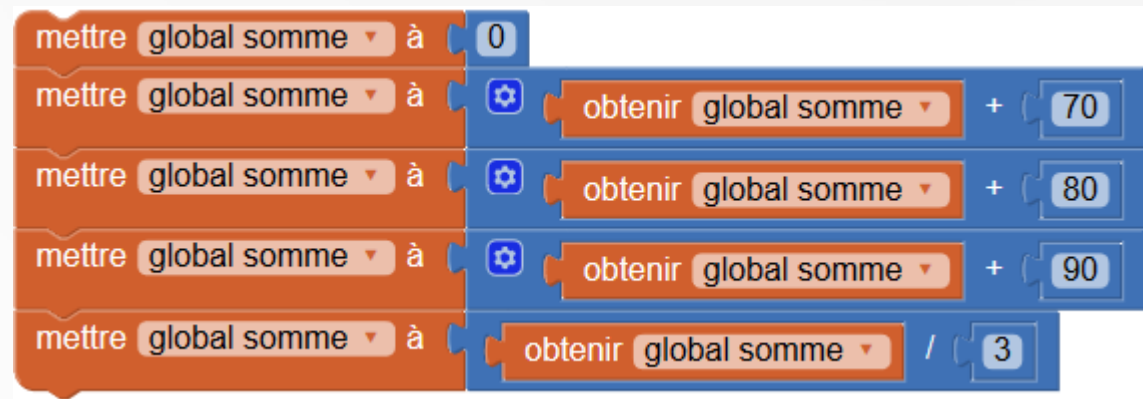 mettre global somme à 0
mettre global somme à obtenir global somme + 70
mettre global somme à obtenir global somme + 80
mettre global somme à obtenir global somme + 90
mettre global somme à obtenir global somme / 3